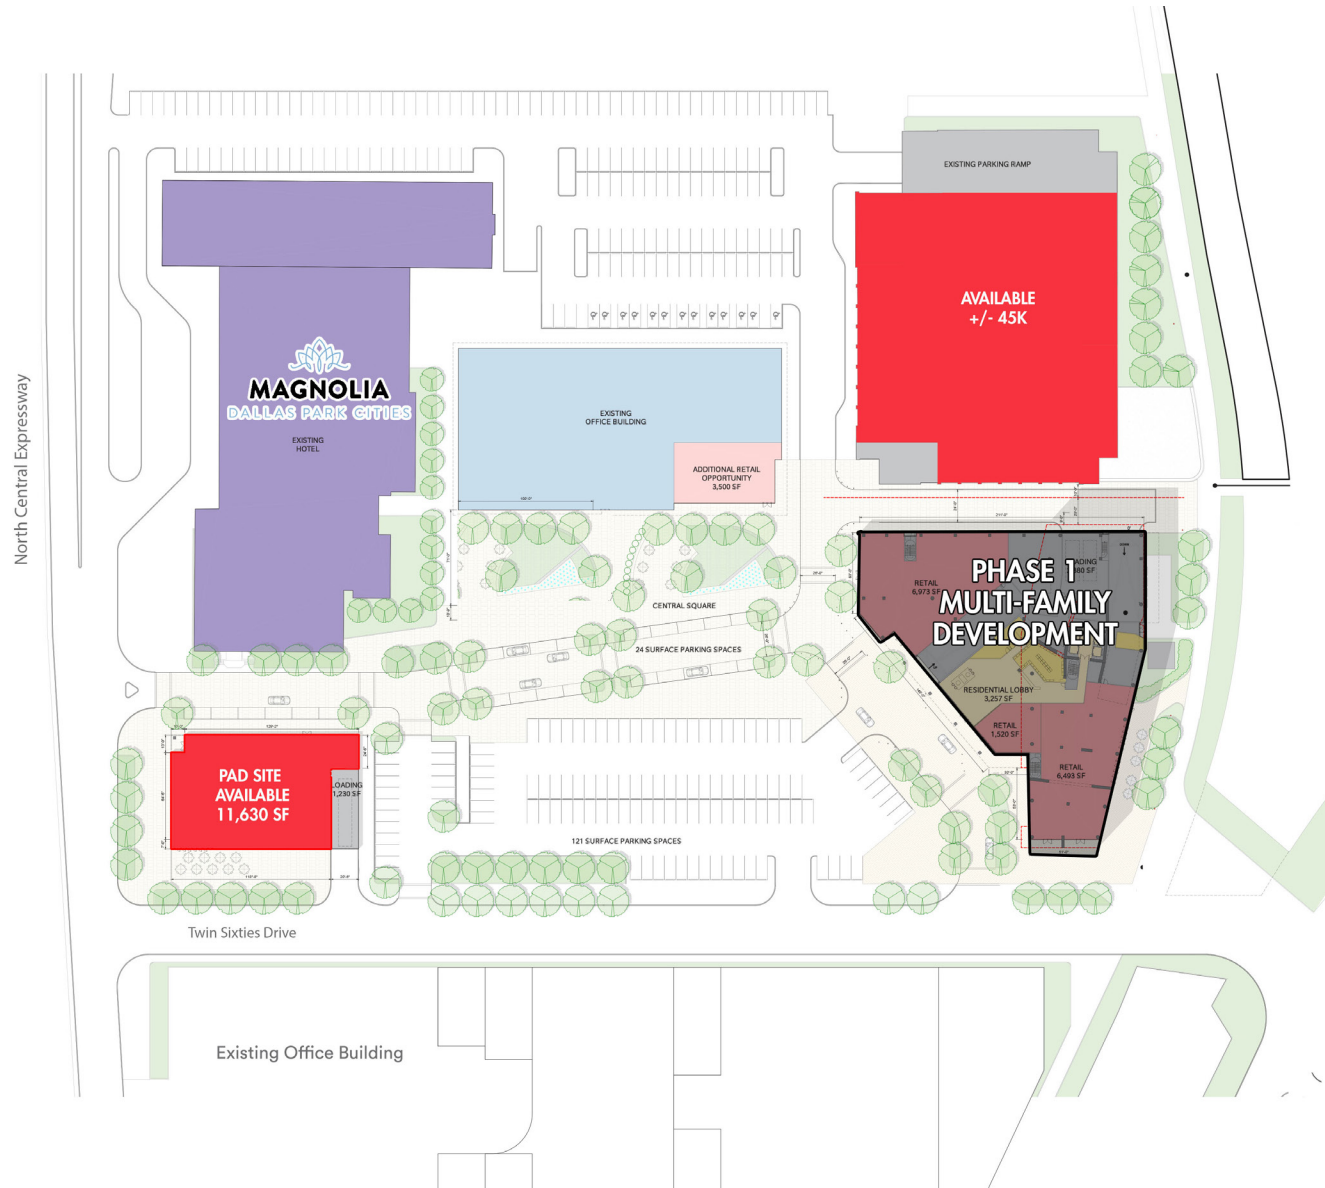 EXISTING PARKING RAMP
AVAILABLE
+/- 45K
MAGNOLIA
DALLAS PARK CITIES
EXISTING
HOTEL
EXISTING
OFFICE BUILDING
ADDITIONAL RETAIL
OPPORTUNITY
3,500 SF
North Central Expressway
RETAIL
6,973 SF
PHASE 1
MULTI-FAMILY
DEVELOPMENT
CENTRAL SQUARE
24 SURFACE PARKING SPACES
RESIDENTIAL LOBBY
3,257 SF
RETAIL
1,520 SF
RETAIL
6,493 SF
PAD SITE
AVAILABLE
11,630 SF
LOADING
1,230 SF
121 SURFACE PARKING SPACES
Twin Sixties Drive
Existing Office Building